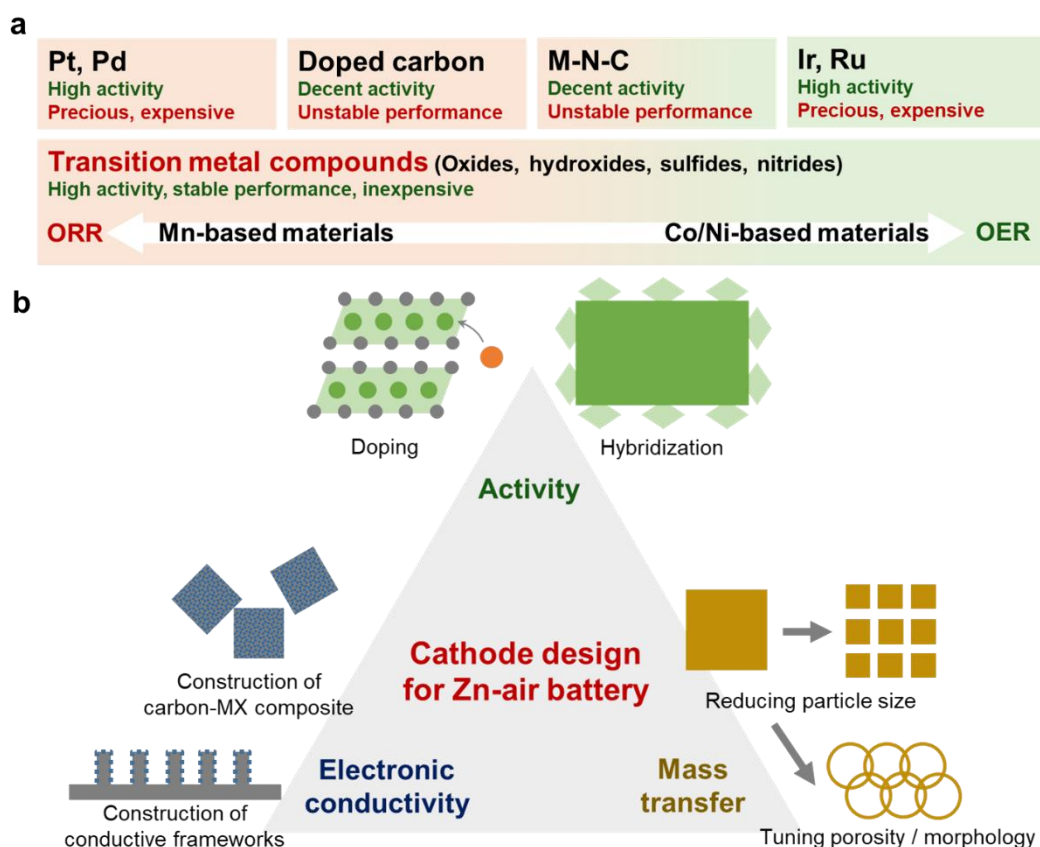 a
Pt, Pd
High activity
Precious, expensive
Doped carbon
Decent activity
Unstable performance
M-N-C
Decent activity
Unstable performance
Ir, Ru
High activity
Precious, expensive
Transition metal compounds (Oxides, hydroxides, sulfides, nitrides)
High activity, stable performance, inexpensive
ORR Mn-based materials Co/Ni-based materials OER
b
Doping
Hybridization
Activity
Construction of
carbon-MX composite
Cathode design
for Zn-air battery
Reducing particle size
Construction of
conductive frameworks
Electronic
conductivity
Mass
transfer
Tuning porosity / morphology